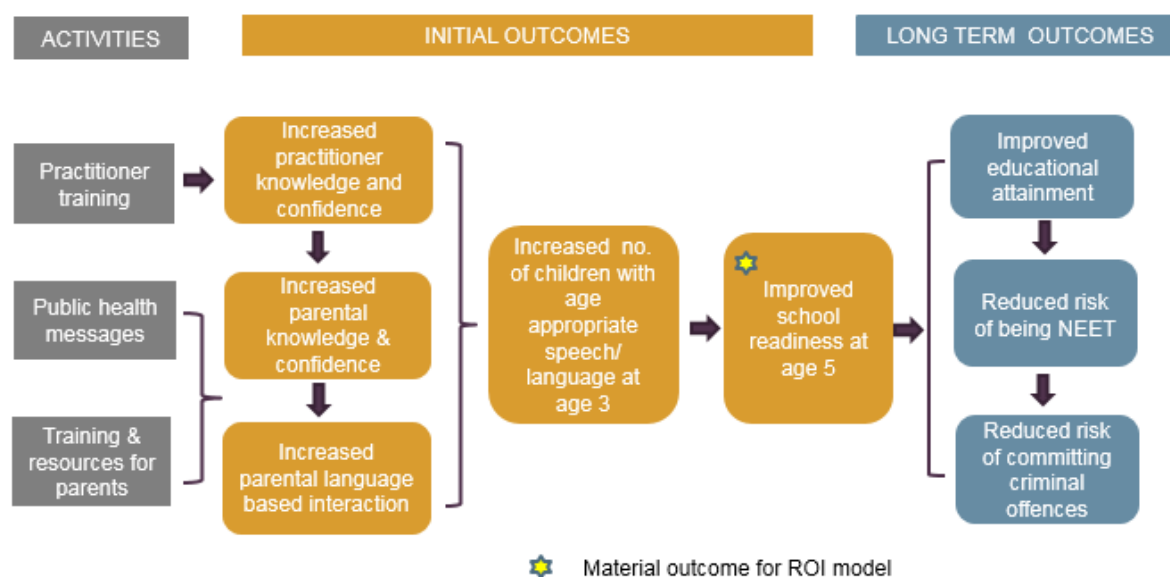 ACTIVITIES
INITIAL OUTCOMES
LONG TERM OUTCOMES
Practitioner
training
Public health
messages
Training &
resources for
parents
Increased
practitioner
knowledge and
confidence
Increased
parental
knowledge &
confidence
Increased
parental language
based interaction
Increased no.
of children with
age
appropriate
speech/
language at
age 3
Improved
school
readiness at
age 5
Improved
educational
attainment
Reduced risk
of being NEET
Reduced risk
of committing
criminal
offences
Material outcome for ROI model